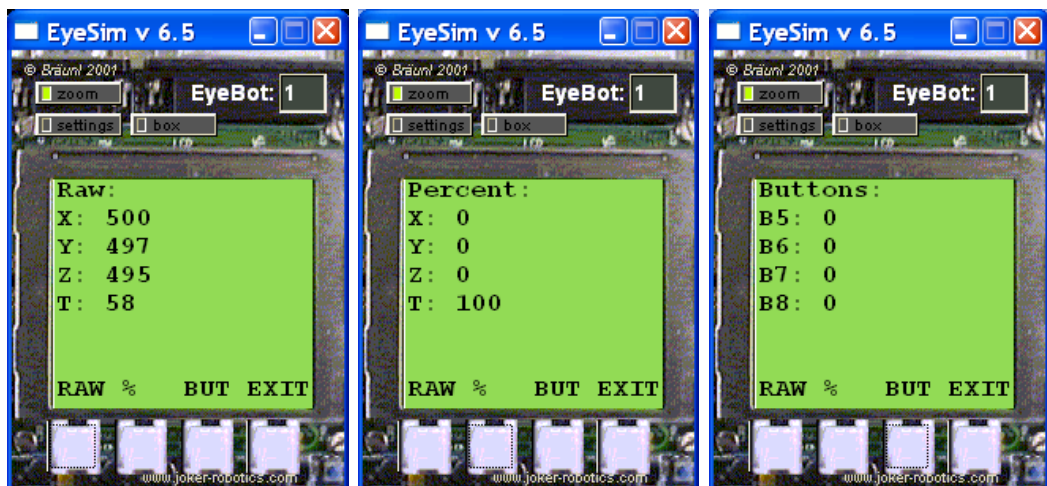 EyeSim v 6.5
© Bräunl 2001
zoom
EyeBot: 1
settings
box
Raw:
X: 500
Y: 497
Z: 495
T: 58
RAW % BUT EXIT
www.joker-robotics.com
EyeSim v 6.5
© Bräunl 2001
zoom
EyeBot: 1
settings
box
Percent:
X: 0
Y: 0
Z: 0
T: 100
RAW % BUT EXIT
www.joker-robotics.com
EyeSim v 6.5
© Bräunl 2001
zoom
EyeBot: 1
settings
box
Buttons:
B5: 0
B6: 0
B7: 0
B8: 0
RAW % BUT EXIT
www.joker-robotics.com